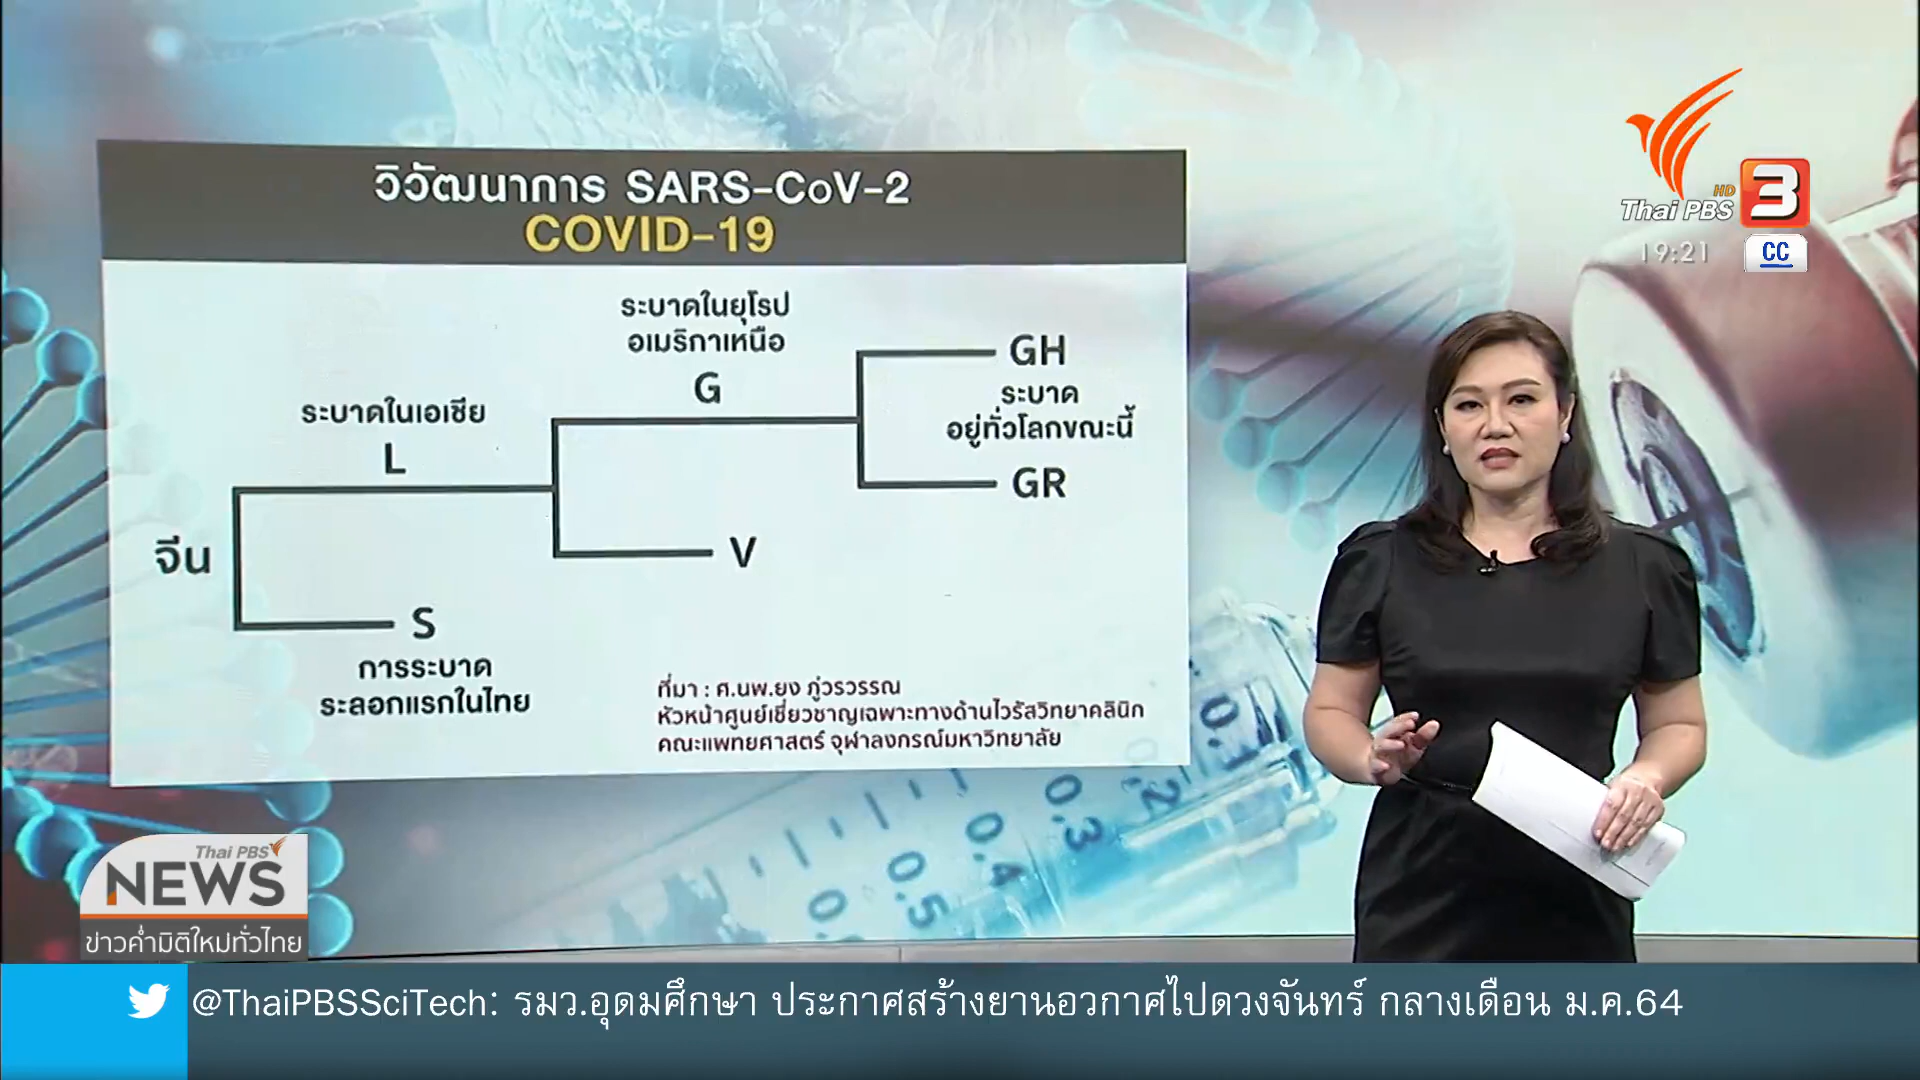 วิวัฒนาการ SARS-CoV-2
COVID-19
ระบาดในยุโรป
อเมริกาเหนือ
G
GH
ระบาด
อยู่ทั่วโลกขณะนี้
GR
ระบาดในเอเชีย
L
V
จีน
S
การระบาด
ระลอกแรกในไทย
ที่มา : ศ.นพ.ยง ภู่วรวรรณ
หัวหน้าศูนย์เชี่ยวชาญเฉพาะทางด้านไวรัสวิทยาคลินิก
คณะแพทยศาสตร์ จุฬาลงกรณ์มหาวิทยาลัย
HD
Thai PBS 3
19:21
CC
0.2
0.3
0.4
0.5
Thai PBS
NEWS
ข่าวค่ำมิติใหม่ทั่วไทย
@ThaiPBSSciTech: รมว.อุดมศึกษา ประกาศสร้างยานอวกาศไปดวงจันทร์ กลางเดือน ม.ค.64